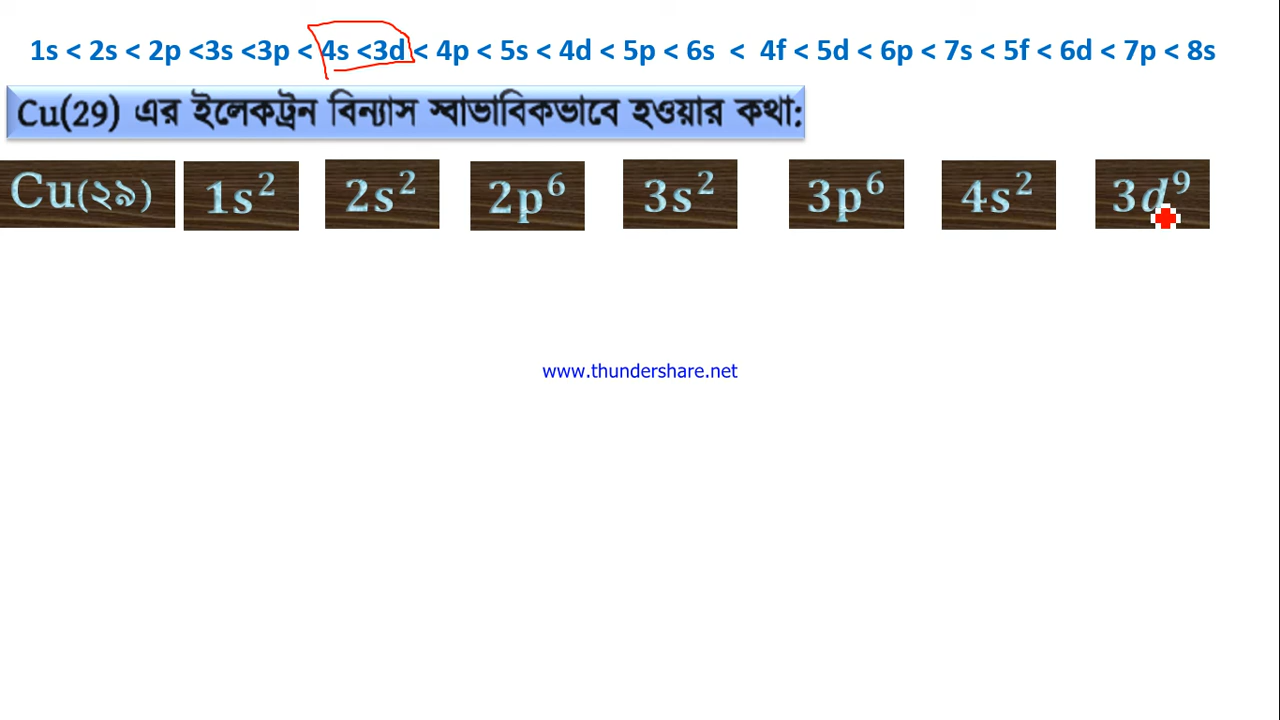 1s < 2s < 2p <3s <3p < 4s <3d < 4p < 5s < 4d < 5p < 6s < 4f < 5d < 6p < 7s < 5f < 6d < 7p < 8s
Cu(29) এর ইলেকট্রন বিন্যাস স্বাভাবিকভাবে হওয়ার কথা:
Cu(২৯) 1s² 2s² 2p⁶ 3s² 3p⁶ 4s² 3d⁹
www.thundershare.net